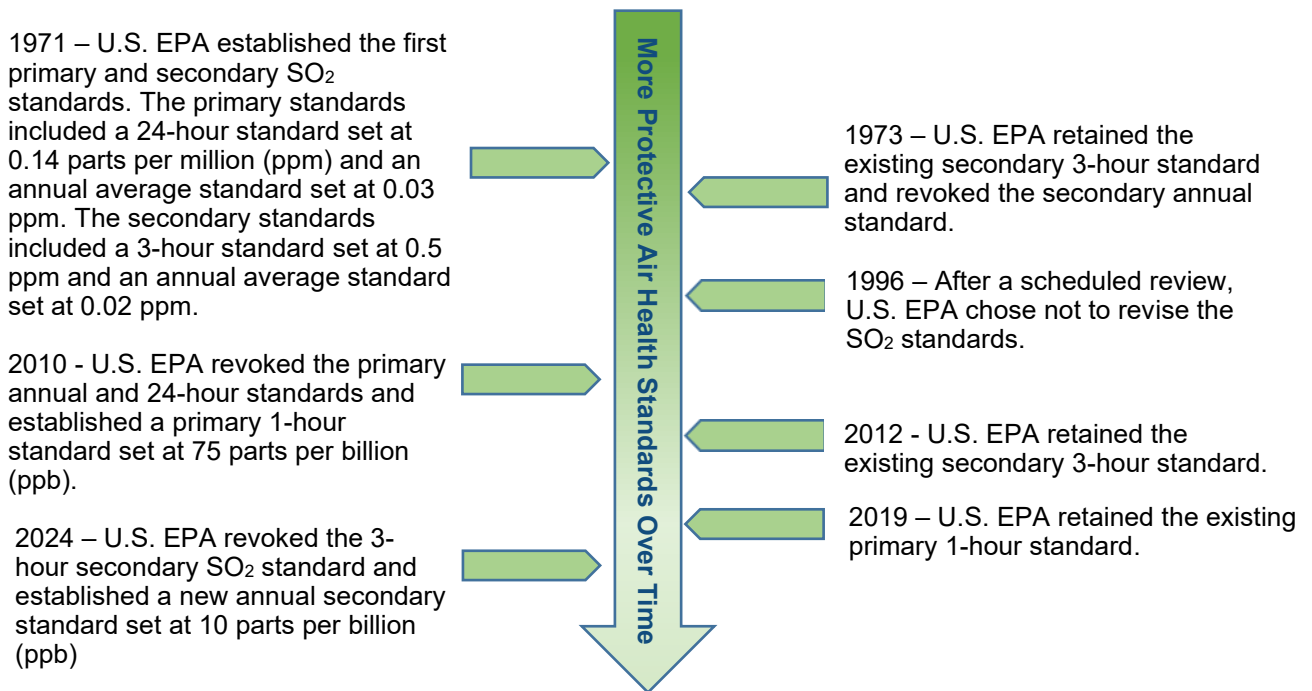 1971 – U.S. EPA established the first
primary and secondary SO₂
standards. The primary standards
included a 24-hour standard set at
0.14 parts per million (ppm) and an
annual average standard set at 0.03
ppm. The secondary standards
included a 3-hour standard set at 0.5
ppm and an annual average standard
set at 0.02 ppm.
2010 - U.S. EPA revoked the primary
annual and 24-hour standards and
established a primary 1-hour
standard set at 75 parts per billion
(ppb).
2024 – U.S. EPA revoked the 3-
hour secondary SO₂ standard and
established a new annual secondary
standard set at 10 parts per billion
(ppb)
More Protective Air Health Standards Over Time
1973 – U.S. EPA retained the
existing secondary 3-hour standard
and revoked the secondary annual
standard.
1996 – After a scheduled review,
U.S. EPA chose not to revise the
SO₂ standards.
2012 - U.S. EPA retained the
existing secondary 3-hour standard.
2019 – U.S. EPA retained the existing
primary 1-hour standard.